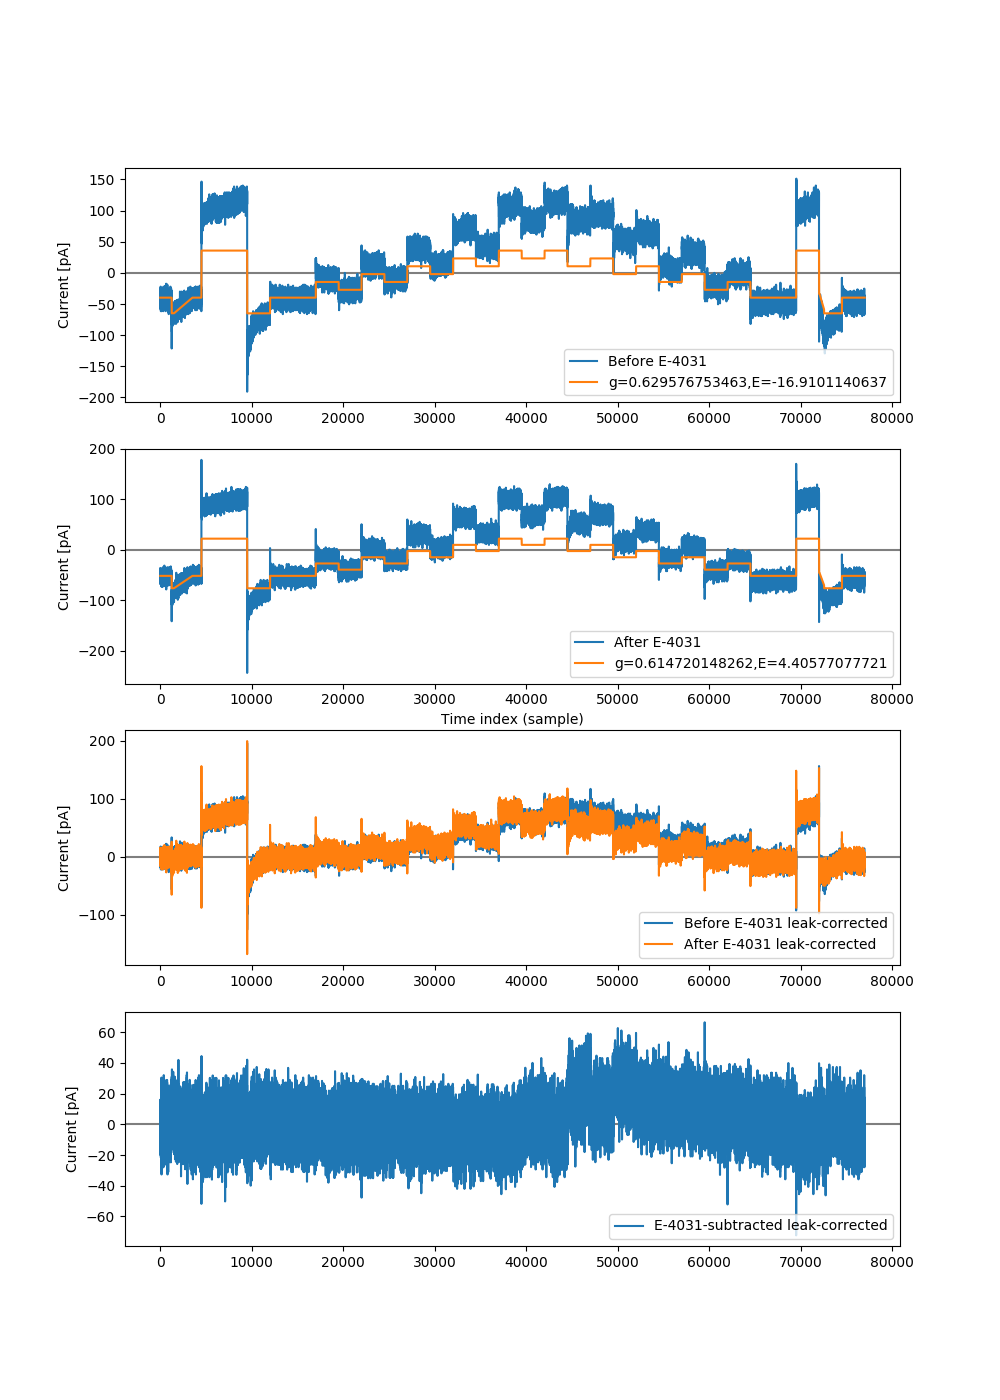 150
100
50
0
−50
−100
−150
−200
Current [pA]
Before E-4031
g=0.629576753463,E=-16.9101140637
0 10000 20000 30000 40000 50000 60000 70000 80000
200
100
0
−100
−200
Current [pA]
After E-4031
g=0.614720148262,E=4.40577077721
0 10000 20000 30000 40000 50000 60000 70000 80000
Time index (sample)
200
100
0
−100
Current [pA]
Before E-4031 leak-corrected
After E-4031 leak-corrected
0 10000 20000 30000 40000 50000 60000 70000 80000
60
40
20
0
−20
−40
−60
Current [pA]
E-4031-subtracted leak-corrected
0 10000 20000 30000 40000 50000 60000 70000 80000